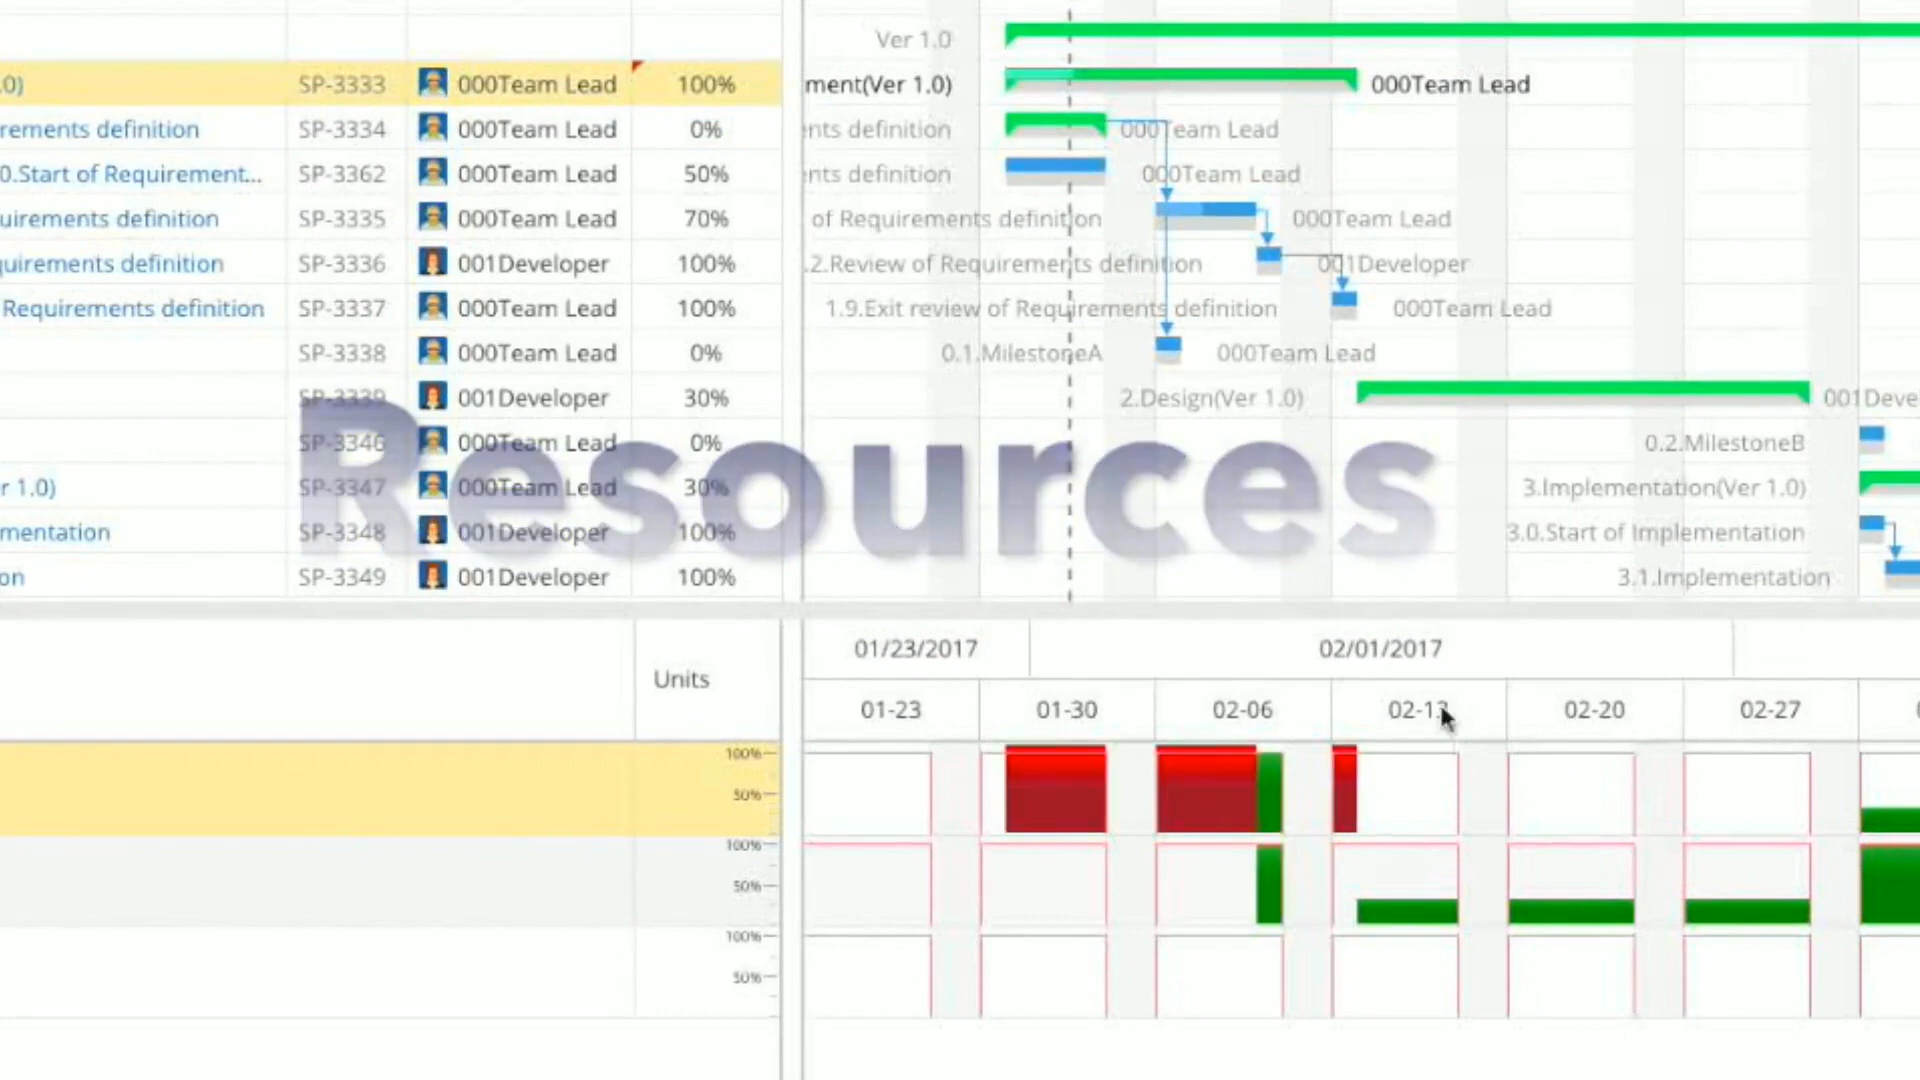 Ver 1.0
.0) SP-3333 000Team Lead 100% ment(Ver 1.0) 000Team Lead
rements definition SP-3334 000Team Lead 0% nts definition 000Team Lead
0.Start of Requirement... SP-3362 000Team Lead 50% nts definition 000Team Lead
uirements definition SP-3335 000Team Lead 70% of Requirements definition 000Team Lead
quirements definition SP-3336 001Developer 100% .2.Review of Requirements definition 001Developer
Requirements definition SP-3337 000Team Lead 100% 1.9.Exit review of Requirements definition 000Team Lead
SP-3338 000Team Lead 0% 0.1.MilestoneA 000Team Lead
SP-3339 001Developer 30% 2.Design(Ver 1.0) 001Deve
SP-3346 000Team Lead 0% 0.2.MilestoneB
Resources
r 1.0) SP-3347 000Team Lead 30% 3.Implementation(Ver 1.0)
mentation SP-3348 001Developer 100% 3.0.Start of Implementation
on SP-3349 001Developer 100% 3.1.Implementation
Units 01/23/2017 02/01/2017
01-23 01-30 02-06 02-13 02-20 02-27
100%
50%
100%
50%
100%
50%